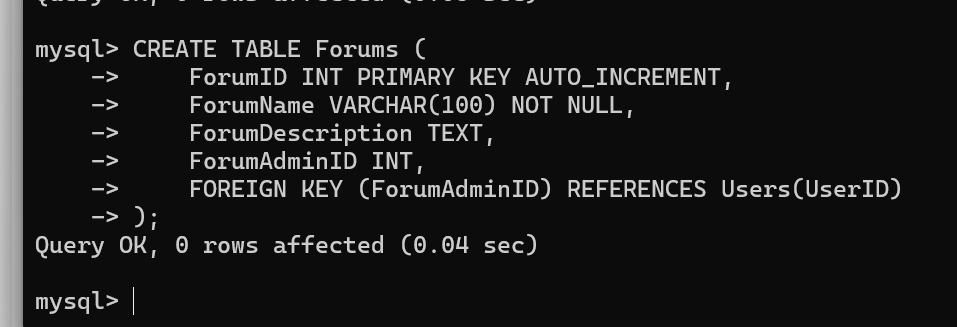 mysql> CREATE TABLE Forums (
    ->     ForumID INT PRIMARY KEY AUTO_INCREMENT,
    ->     ForumName VARCHAR(100) NOT NULL,
    ->     ForumDescription TEXT,
    ->     ForumAdminID INT,
    ->     FOREIGN KEY (ForumAdminID) REFERENCES Users(UserID)
    -> );
Query OK, 0 rows affected (0.04 sec)
mysql>